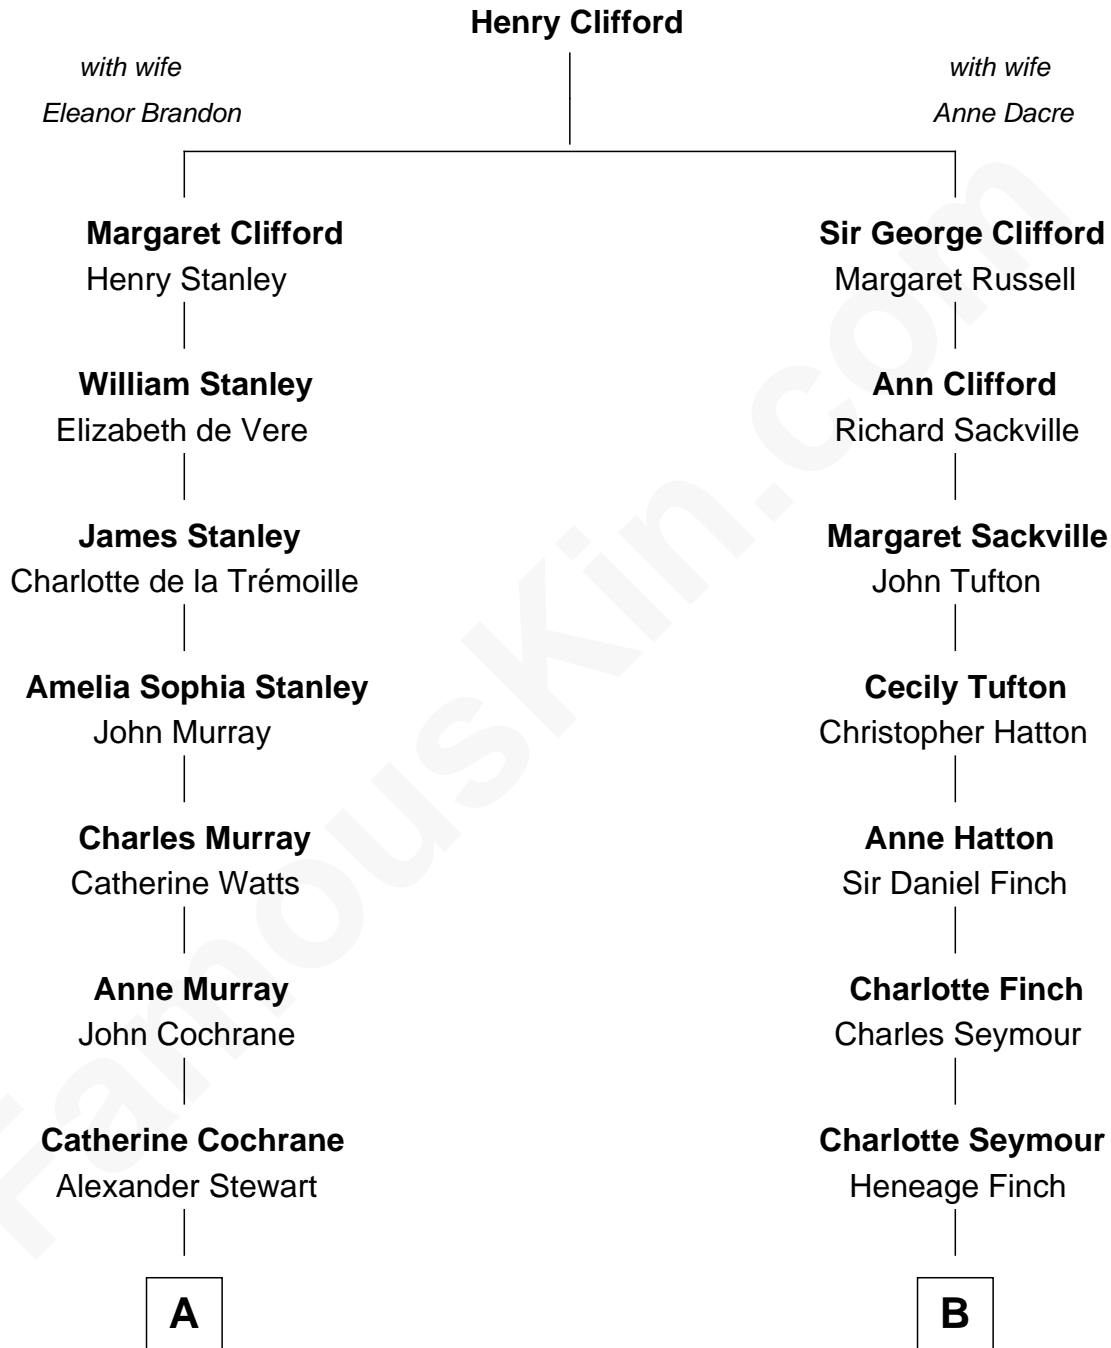 Henry Clifford
with wife
Eleanor Brandon
with wife
Anne Dacre
Margaret Clifford
Henry Stanley
Sir George Clifford
Margaret Russell
William Stanley
Elizabeth de Vere
Ann Clifford
Richard Sackville
James Stanley
Charlotte de la Trémoille
Margaret Sackville
John Tufton
Amelia Sophia Stanley
John Murray
Cecily Tufton
Christopher Hatton
Charles Murray
Catherine Watts
Anne Hatton
Sir Daniel Finch
Anne Murray
John Cochrane
Charlotte Finch
Charles Seymour
Catherine Cochrane
Alexander Stewart
Charlotte Seymour
Heneage Finch
A
B
FamousKin.com